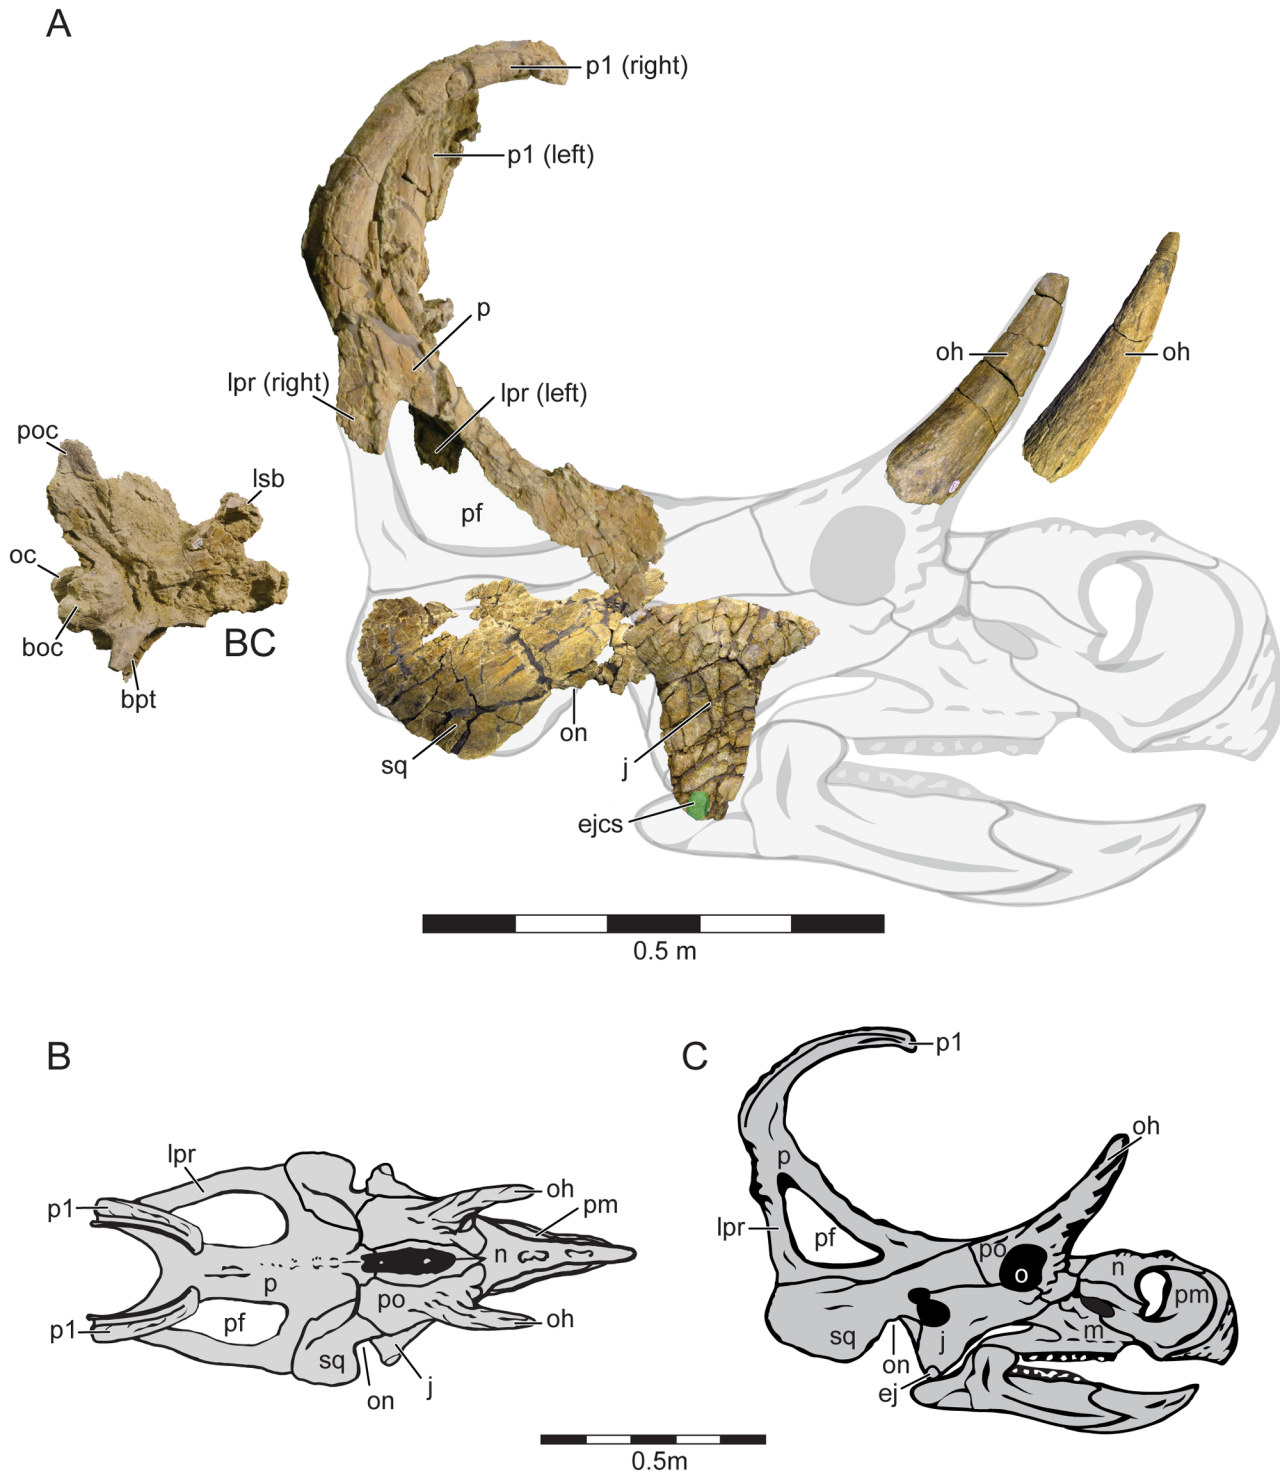 A
p1 (right)
p1 (left)
p
oh
oh
lpr (right)
lpr (left)
poc
lsb
pf
oc
boc
BC
bpt
on
sq
j
ejcs
0.5 m
B
C
p1
oh
lpr
p1
oh
pm
p
n
p
lpr
pf
po
o
n
pm
po
pf
p1
oh
sq
on
j
sq
on
j
m
ej
0.5m